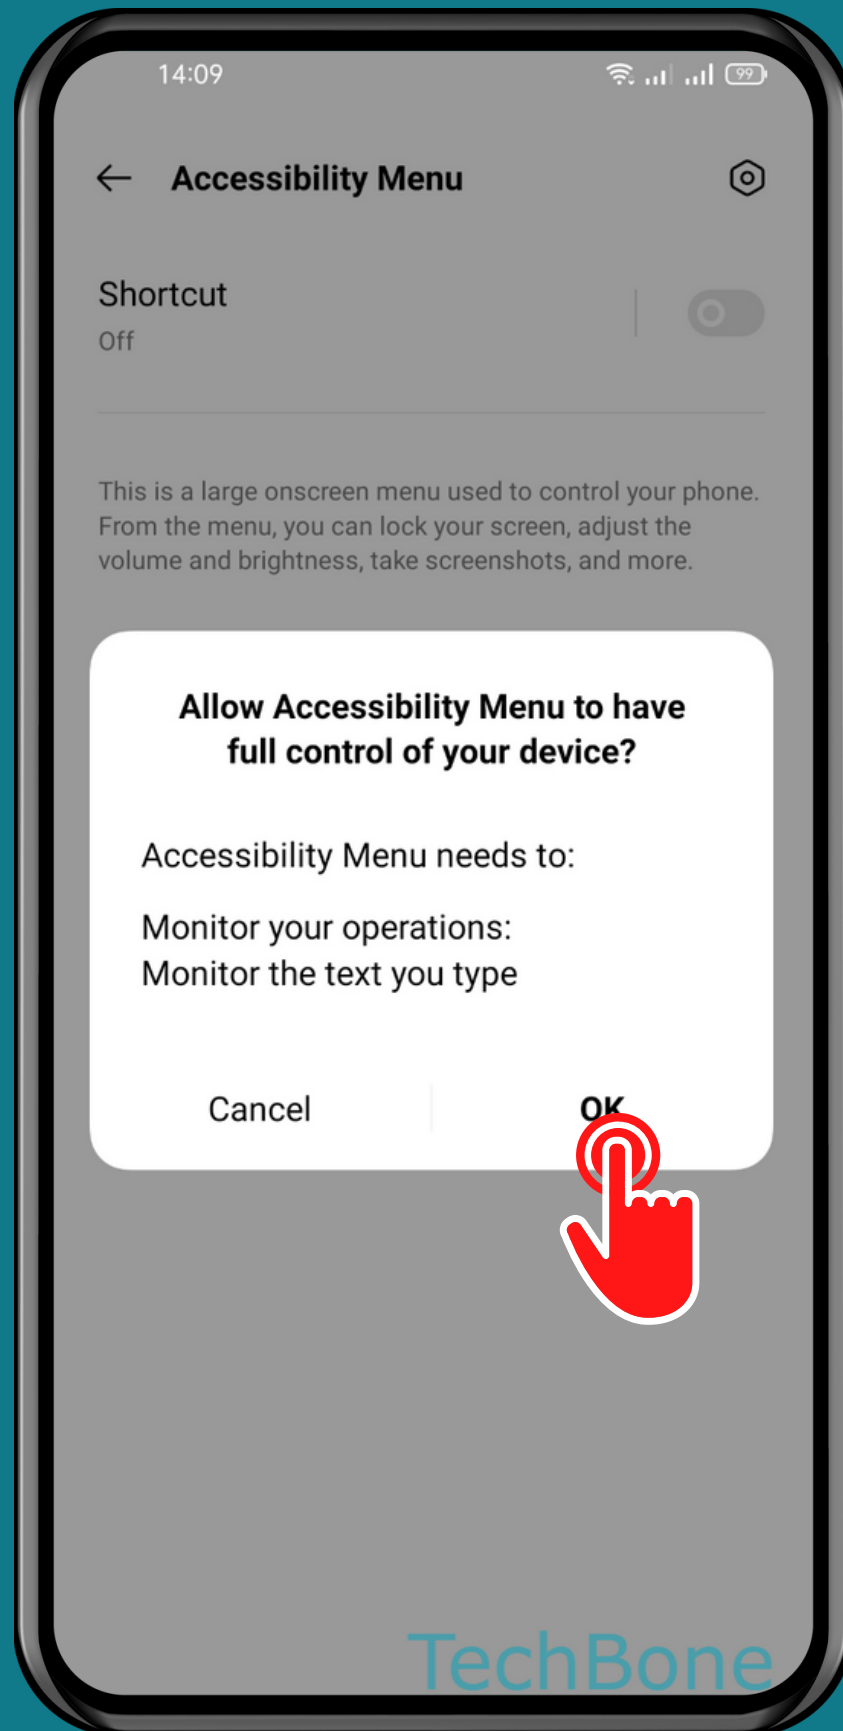 14:09
99
Accessibility Menu
Shortcut
Off
This is a large onscreen menu used to control your phone.
From the menu, you can lock your screen, adjust the
volume and brightness, take screenshots, and more.
Allow Accessibility Menu to have
full control of your device?
Accessibility Menu needs to:
Monitor your operations:
Monitor the text you type
Cancel
OK
TechBone